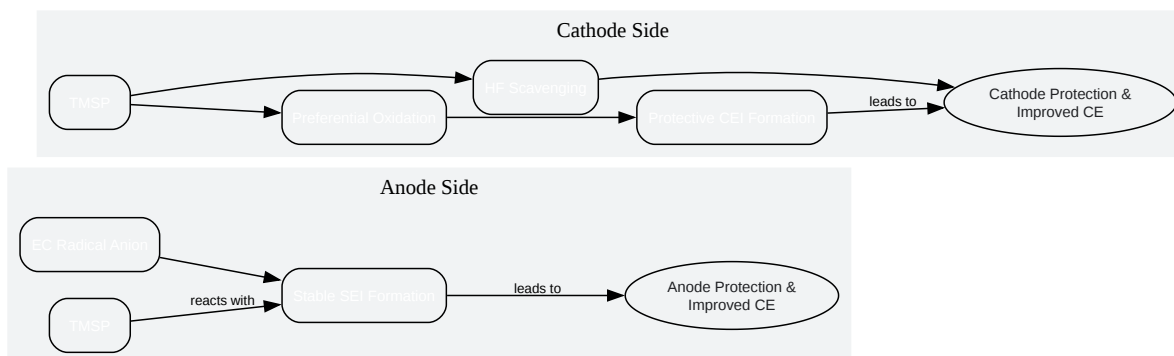 Cathode Side
TMSP
HF Scavenging
Preferential Oxidation
Protective CEI Formation
leads to
Cathode Protection &
Improved CE
Anode Side
EC Radical Anion
TMSP
reacts with
Stable SEI Formation
leads to
Anode Protection &
Improved CE